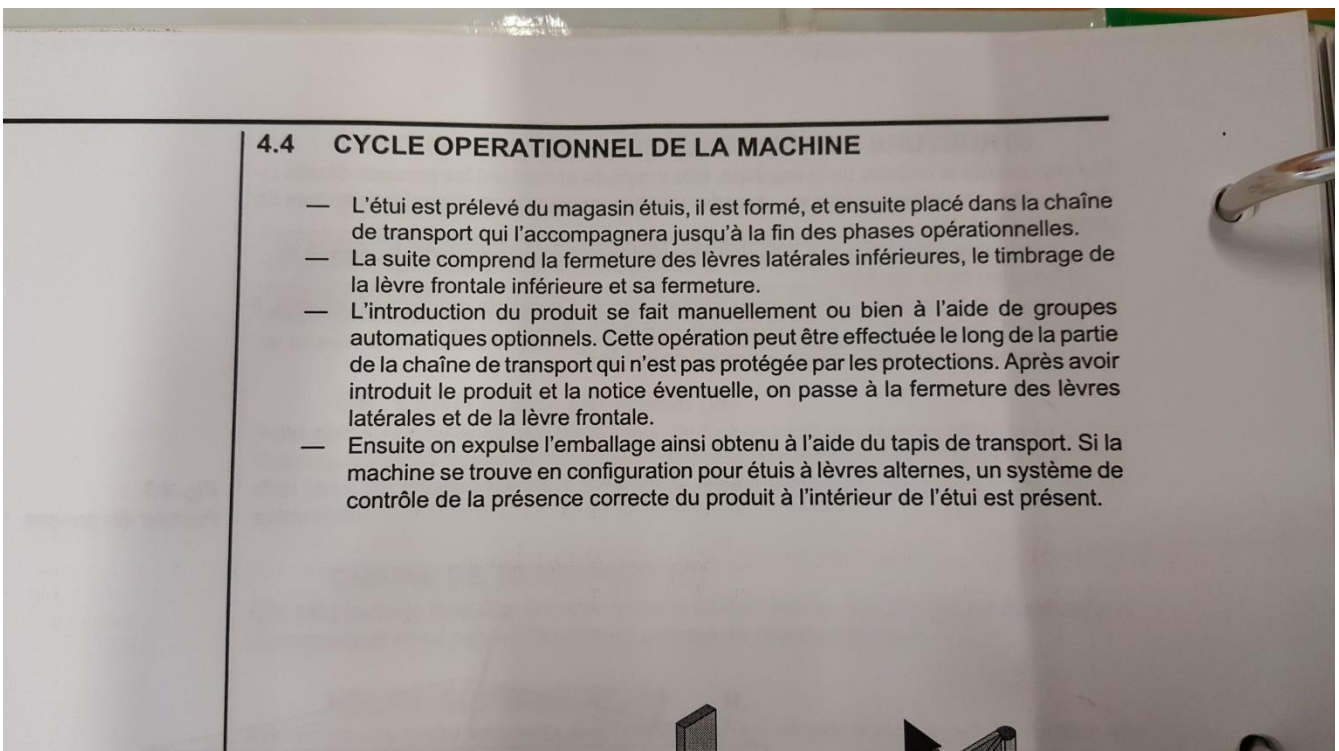 4.4 CYCLE OPERATIONNEL DE LA MACHINE
— L'étui est prélevé du magasin étuis, il est formé, et ensuite placé dans la chaîne
de transport qui l'accompagnera jusqu'à la fin des phases opérationnelles.
— La suite comprend la fermeture des lèvres latérales inférieures, le timbrage de
la lèvre frontale inférieure et sa fermeture.
— L'introduction du produit se fait manuellement ou bien à l'aide de groupes
automatiques optionnels. Cette opération peut être effectuée le long de la partie
de la chaîne de transport qui n'est pas protégée par les protections. Après avoir
introduit le produit et la notice éventuelle, on passe à la fermeture des lèvres
latérales et de la lèvre frontale.
— Ensuite on expulse l'emballage ainsi obtenu à l'aide du tapis de transport. Si la
machine se trouve en configuration pour étuis à lèvres alternes, un système de
contrôle de la présence correcte du produit à l'intérieur de l'étui est présent.